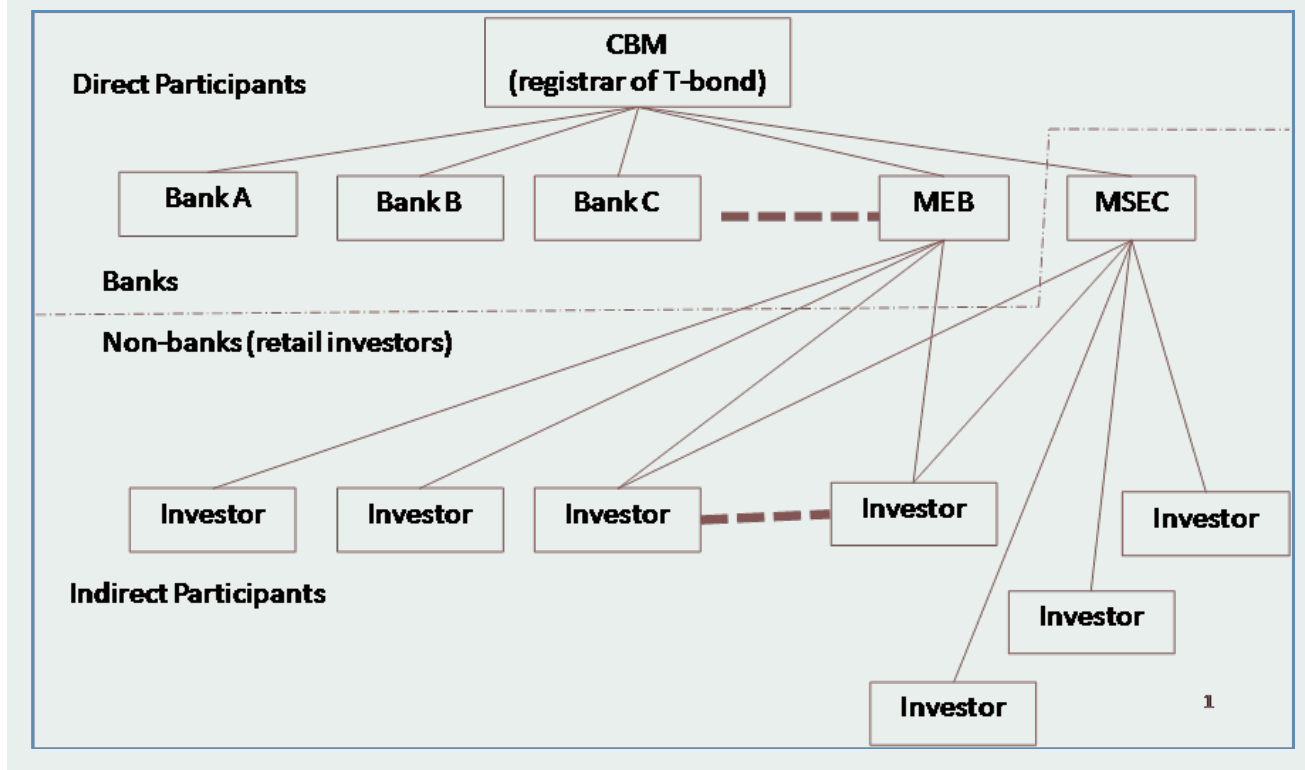 CBM
(registrar of T-bond)
Direct Participants
Bank A
Bank B
Bank C
MEB
MSEC
Banks
Non-banks (retail investors)
Investor
Investor
Investor
Investor
Investor
Indirect Participants
Investor
Investor
1